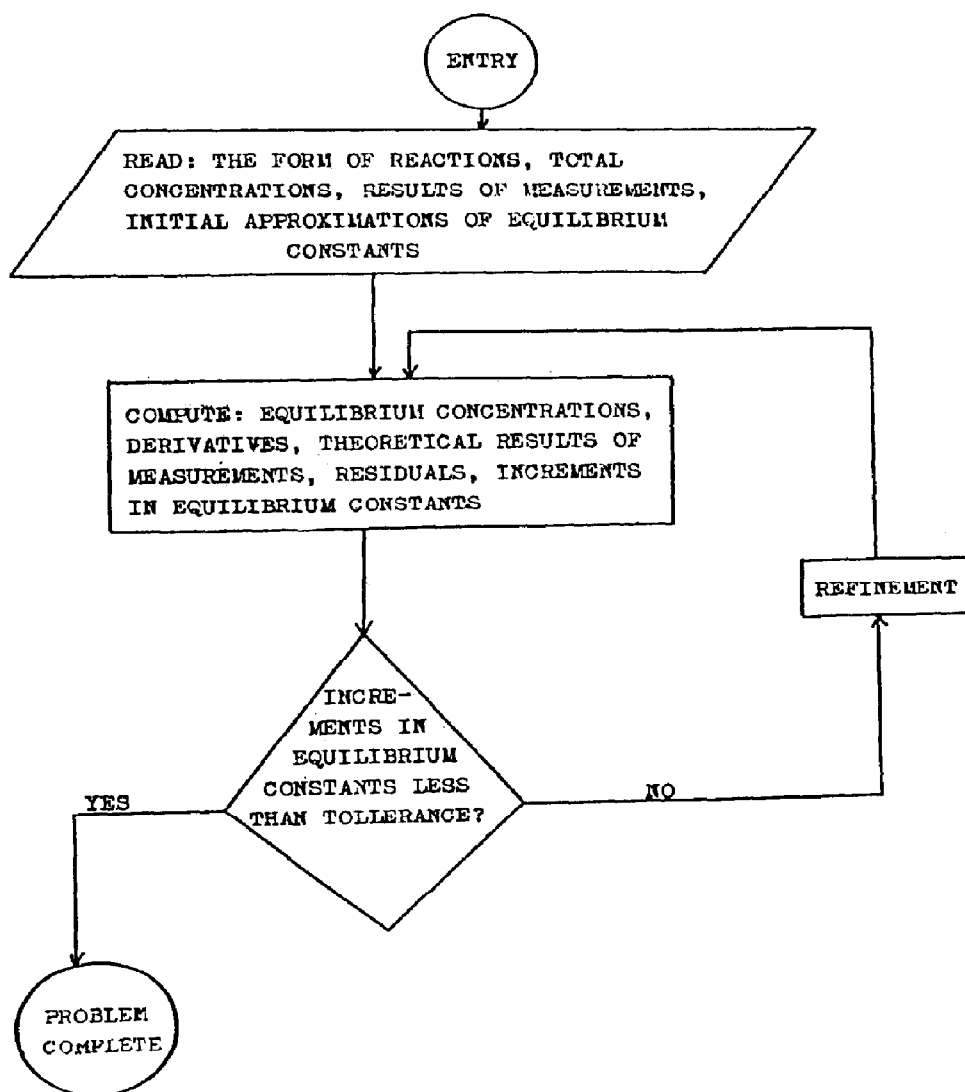 ENTRY
READ: THE FORM OF REACTIONS, TOTAL
CONCENTRATIONS, RESULTS OF MEASUREMENTS,
INITIAL APPROXIMATIONS OF EQUILIBRIUM
CONSTANTS
COMPUTE: EQUILIBRIUM CONCENTRATIONS,
DERIVATIVES, THEORETICAL RESULTS OF
MEASUREMENTS, RESIDUALS, INCREMENTS
IN EQUILIBRIUM CONSTANTS
REFINEMENT
INCRE-
MENTS IN
EQUILIBRIUM
CONSTANTS LESS
THAN TOLLERANCE?
YES
NO
PROBLEM
COMPLETE